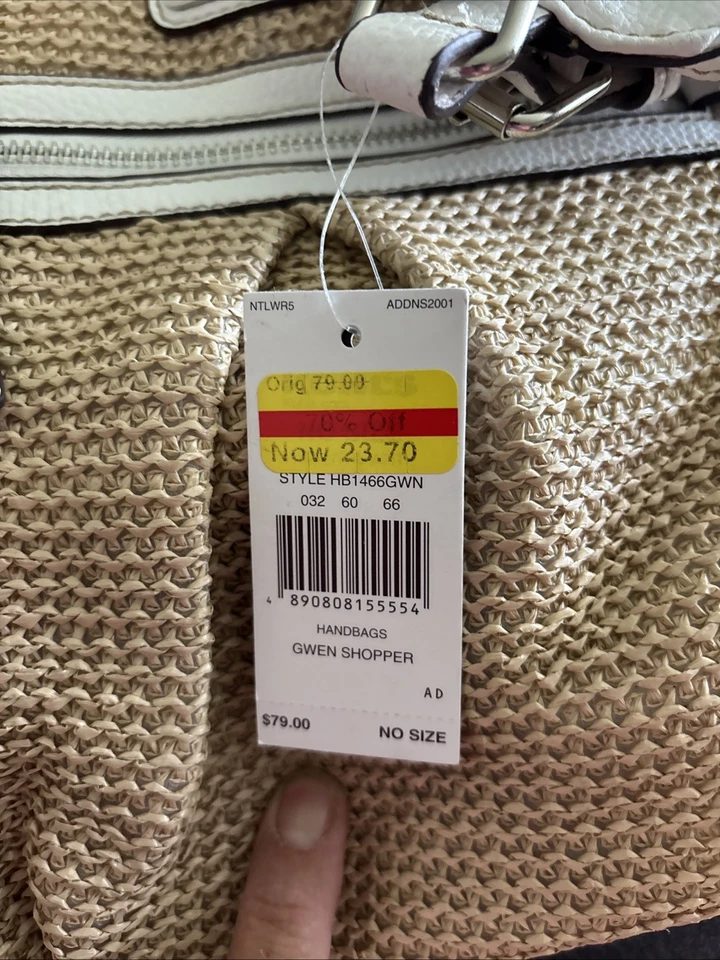 NTLWR5 ADDNS2001
Orig 79.00
70% Off
Now 23.70
STYLE HB1466GWN
032 60 66
4 890808155554
HANDBAGS
GWEN SHOPPER
AD
$79.00 NO SIZE